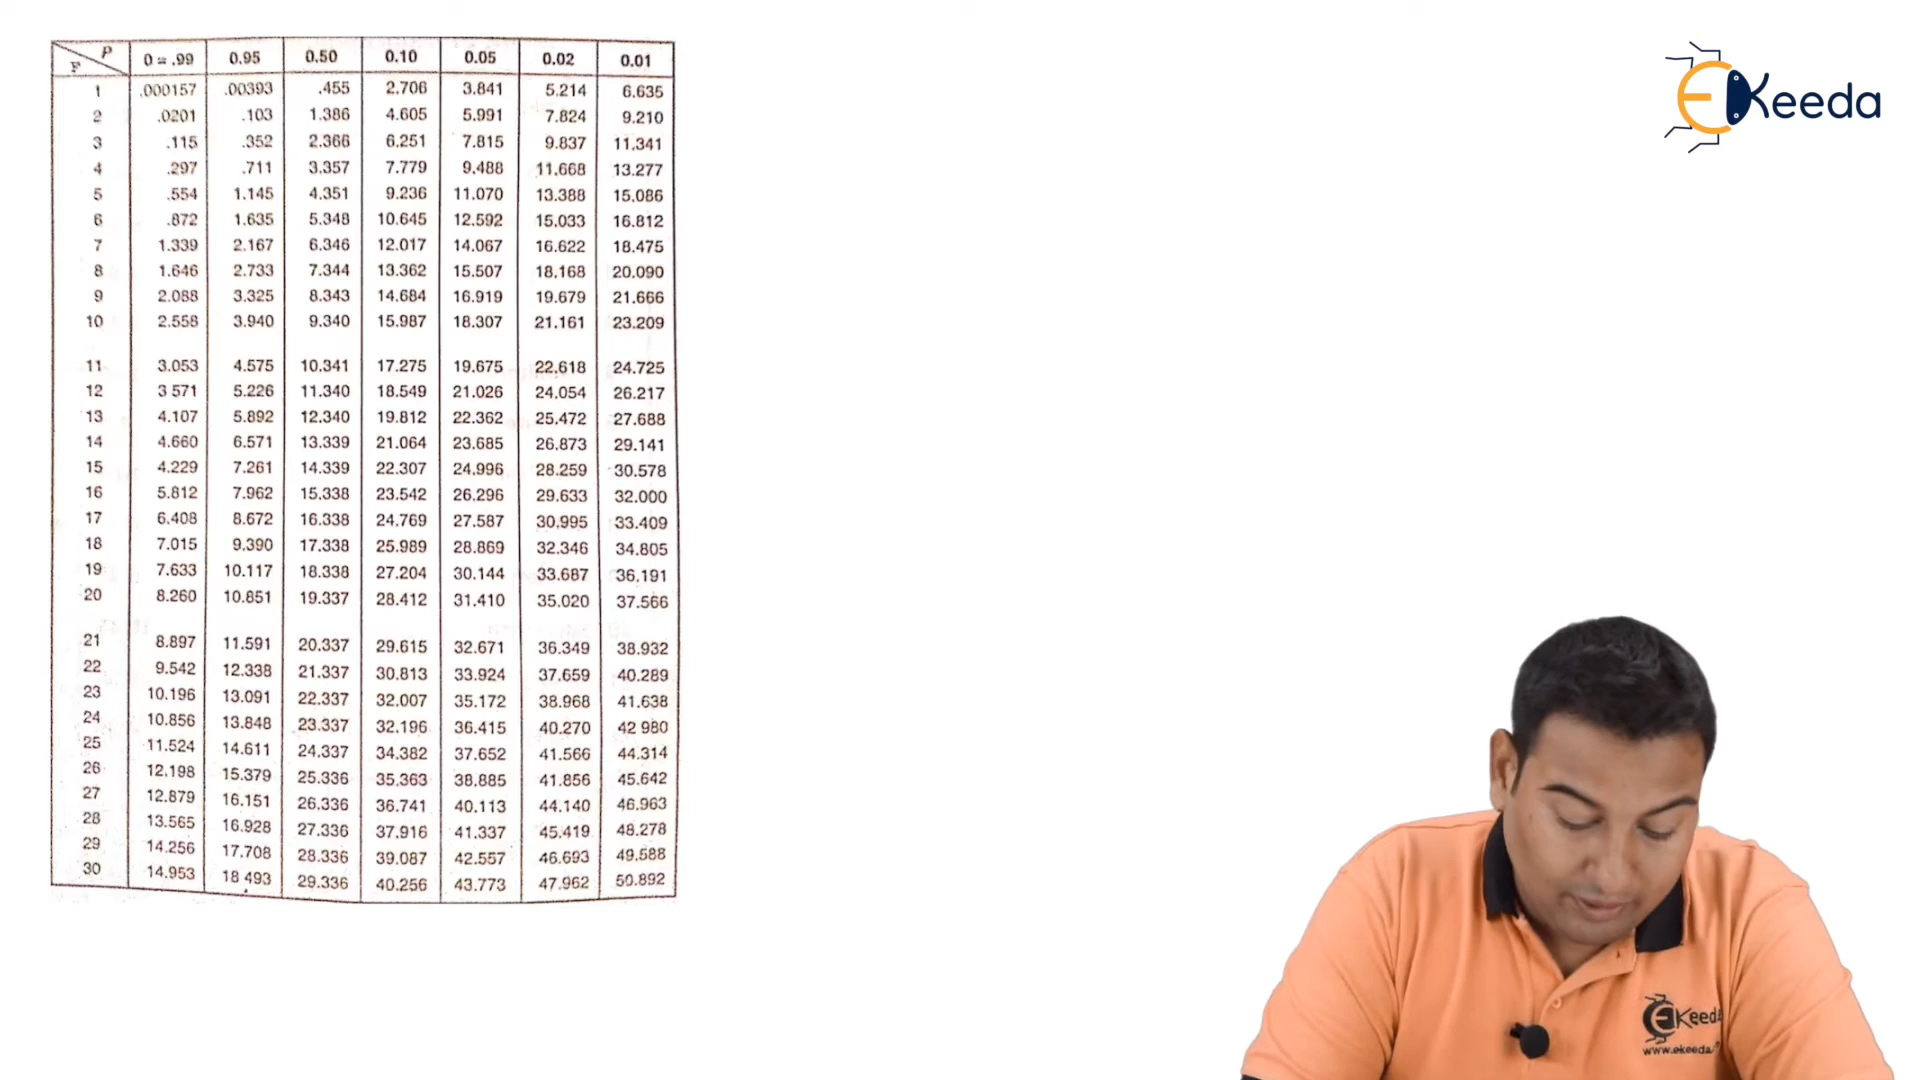 F P 0 = .99 0.95 0.50 0.10 0.05 0.02 0.01
1 .000157 .00393 .455 2.706 3.841 5.214 6.635
2 .0201 .103 1.386 4.605 5.991 7.824 9.210
3 .115 .352 2.366 6.251 7.815 9.837 11.341
4 .297 .711 3.357 7.779 9.488 11.668 13.277
5 .554 1.145 4.351 9.236 11.070 13.388 15.086
6 .872 1.635 5.348 10.645 12.592 15.033 16.812
7 1.339 2.167 6.346 12.017 14.067 16.622 18.475
8 1.646 2.733 7.344 13.362 15.507 18.168 20.090
9 2.088 3.325 8.343 14.684 16.919 19.679 21.666
10 2.558 3.940 9.340 15.987 18.307 21.161 23.209
11 3.053 4.575 10.341 17.275 19.675 22.618 24.725
12 3 571 5.226 11.340 18.549 21.026 24.054 26.217
13 4.107 5.892 12.340 19.812 22.362 25.472 27.688
14 4.660 6.571 13.339 21.064 23.685 26.873 29.141
15 4.229 7.261 14.339 22.307 24.996 28.259 30.578
16 5.812 7.962 15.338 23.542 26.296 29.633 32.000
17 6.408 8.672 16.338 24.769 27.587 30.995 33.409
18 7.015 9.390 17.338 25.989 28.869 32.346 34.805
19 7.633 10.117 18.338 27.204 30.144 33.687 36.191
20 8.260 10.851 19.337 28.412 31.410 35.020 37.566
21 8.897 11.591 20.337 29.615 32.671 36.349 38.932
22 9.542 12.338 21.337 30.813 33.924 37.659 40.289
23 10.196 13.091 22.337 32.007 35.172 38.968 41.638
24 10.856 13.848 23.337 32.196 36.415 40.270 42 980
25 11.524 14.611 24.337 34.382 37.652 41.566 44.314
26 12.198 15.379 25.336 35.363 38.885 41.856 45.642
27 12.879 16.151 26.336 36.741 40.113 44.140 46.963
28 13.565 16.928 27.336 37.916 41.337 45.419 48.278
29 14.256 17.708 28.336 39.087 42.557 46.693 49.588
30 14.953 18 493 29.336 40.256 43.773 47.962 50.892
EKeeda
EKeeda
www.ekeeda.